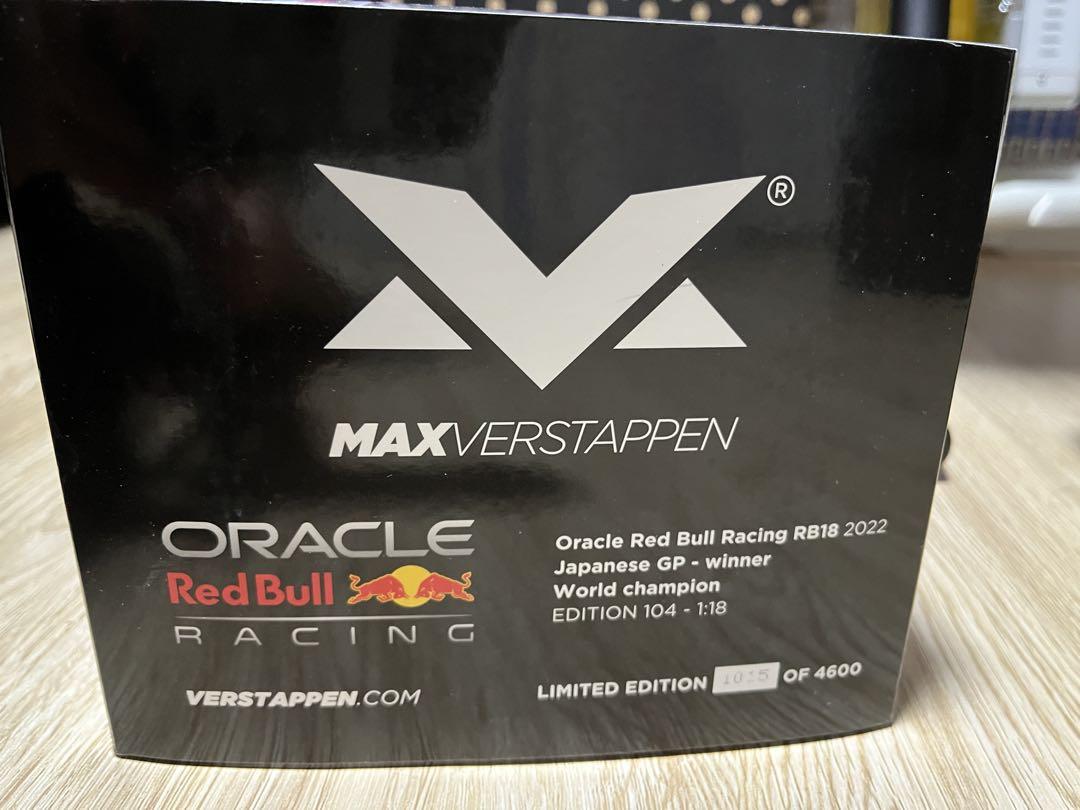 ®
MAXVERSTAPPEN
ORACLE
Red Bull
RACING
Oracle Red Bull Racing RB18 2022
Japanese GP - winner
World champion
EDITION 104 - 1:18
VERSTAPPEN.COM
LIMITED EDITION OF 4600